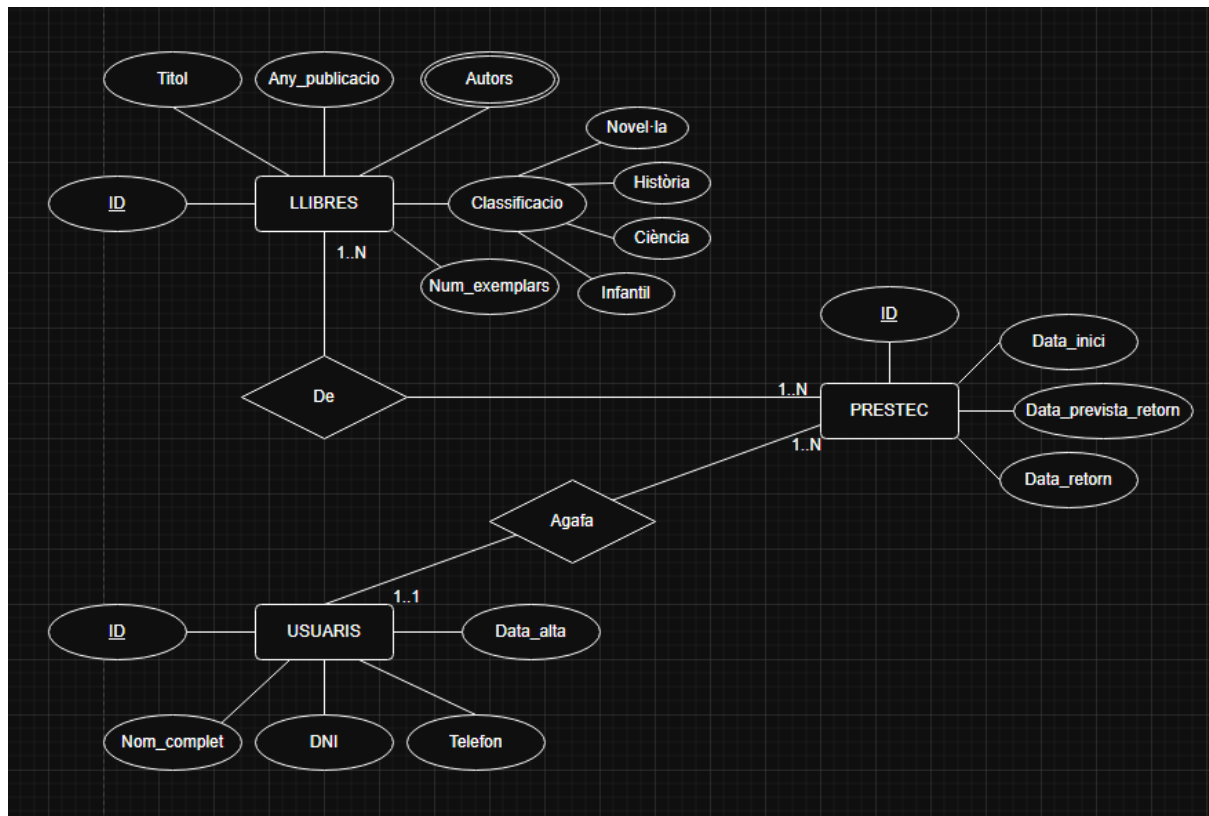 Titol
Any_publicacio
Autors
Novel·la
Història
ID
LLIBRES
Classificacio
Ciència
1..N
Num_exemplars
Infantil
ID
Data_inici
De
1..N
PRESTEC
Data_prevista_retorn
1..N
Data_retorn
Agafa
1..1
ID
USUARIS
Data_alta
Nom_complet
DNI
Telefon